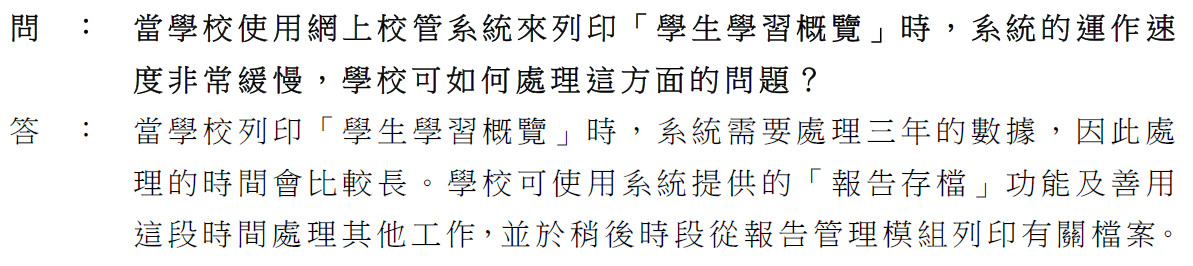 問 ： 當學校使用網上校管系統來列印「學生學習概覽」時，系統的運作速
度非常緩慢，學校可如何處理這方面的問題？
答 ： 當學校列印「學生學習概覽」時，系統需要處理三年的數據，因此處
理的時間會比較長。學校可使用系統提供的「報告存檔」功能及善用
這段時間處理其他工作，並於稍後時段從報告管理模組列印有關檔案。